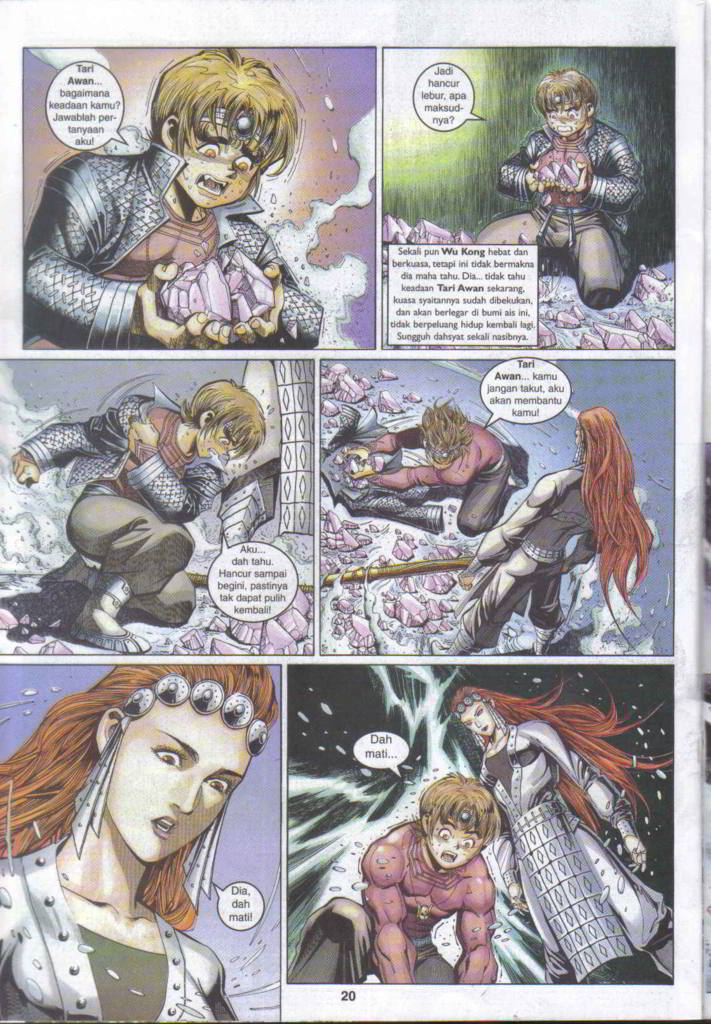 Tari
Awan...
bagaimana
keadaan kamu?
Jawablah per-
tanyaan
aku!
Jadi
hancur
lebur, apa
maksud-
nya?
Sekali pun Wu Kong hebat dan
berkuasa, tetapi ini tidak bermakna
dia maha tahu. Dia... tidak tahu
keadaan Tari Awan sekarang,
kuasa syaitannya sudah dibekukan,
dan akan berlegar di bumi ais ini,
tidak berpeluang hidup kembali lagi.
Sungguh dahsyat sekali nasibnya.
Aku...
dah tahu.
Hancur sampai
begini, pastinya
tak dapat pulih
kembali!
Tari
Awan... kamu
jangan takut, aku
akan membantu
kamu!
Dia,
dah
mati!
Dah
mati...
20